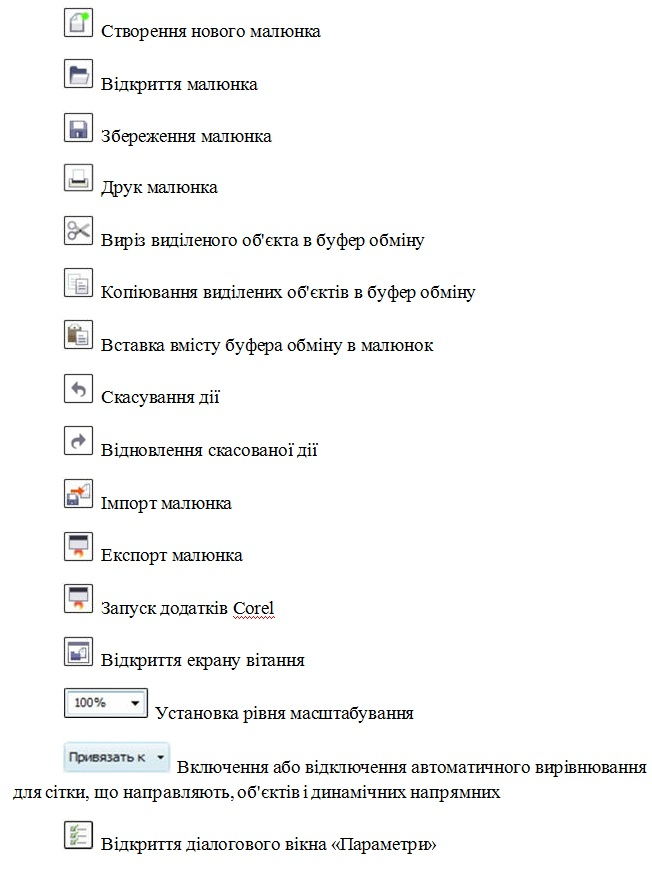 Створення нового малюнка
Відкриття малюнка
Збереження малюнка
Друк малюнка
Виріз виділеного об'єкта в буфер обміну
Копіювання виділених об'єктів в буфер обміну
Вставка вмісту буфера обміну в малюнок
Скасування дії
Відновлення скасованої дії
Імпорт малюнка
Експорт малюнка
Запуск додатків Corel
Відкриття екрану вітання
100% Установка рівня масштабування
Привязать к Включення або відключення автоматичного вирівнювання
для сітки, що направляють, об'єктів і динамічних напрямних
Відкриття діалогового вікна «Параметри»